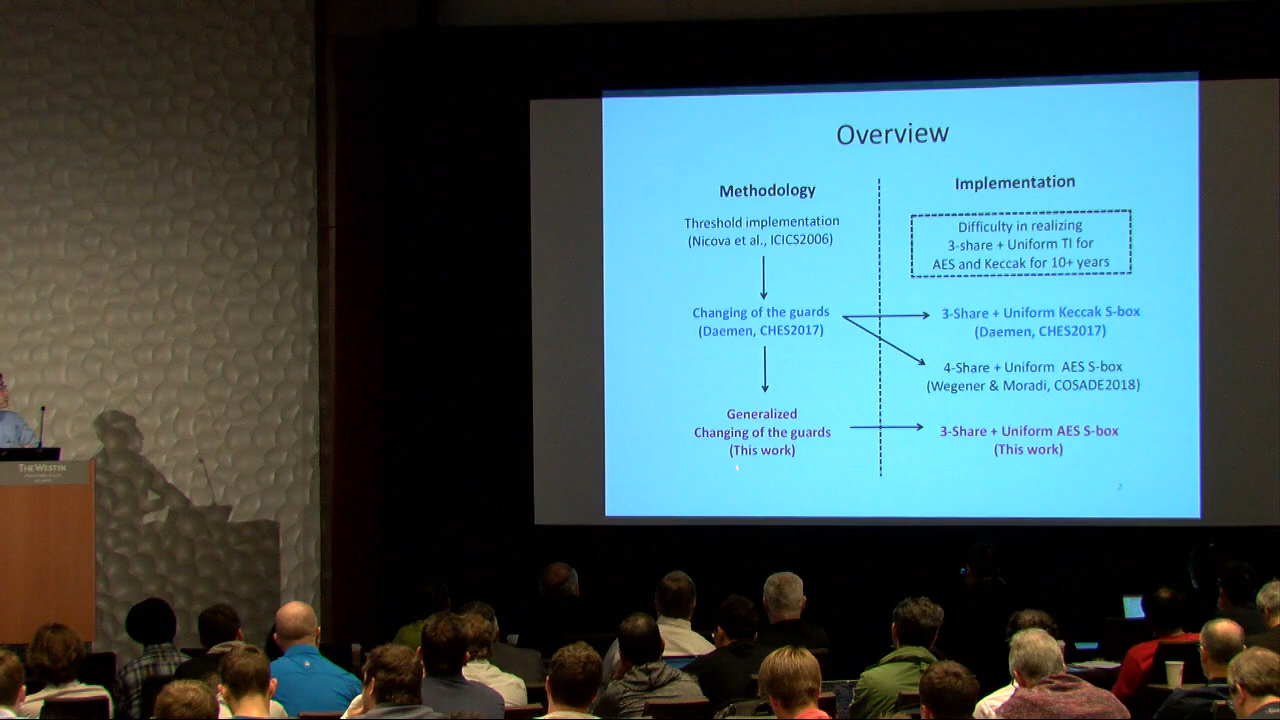 Overview
Methodology
Threshold implementation
(Nicova et al., ICICS2006)
Changing of the guards
(Daemen, CHES2017)
Generalized
Changing of the guards
(This work)
Implementation
Difficulty in realizing
3-share + Uniform TI for
AES and Keccak for 10+ years
3-Share + Uniform Keccak S-box
(Daemen, CHES2017)
4-Share + Uniform AES S-box
(Wegener & Moradi, COSADE2018)
3-Share + Uniform AES S-box
(This work)
2
THE WESTIN